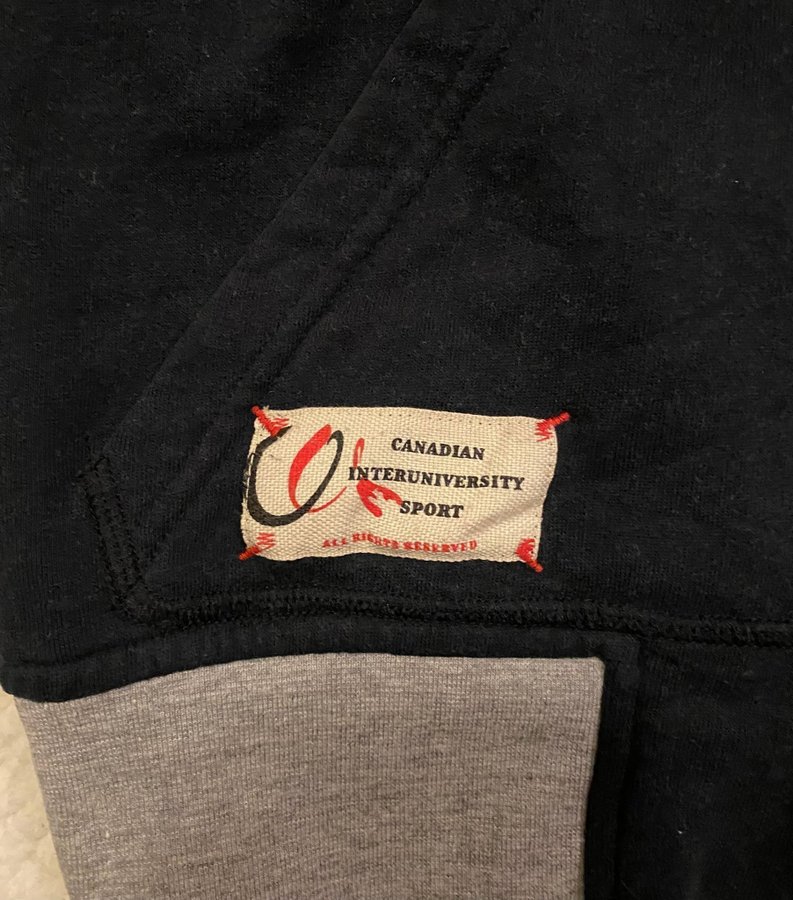 CANADIAN
INTERUNIVERSITY
SPORT
ALL RIGHTS RESERVED